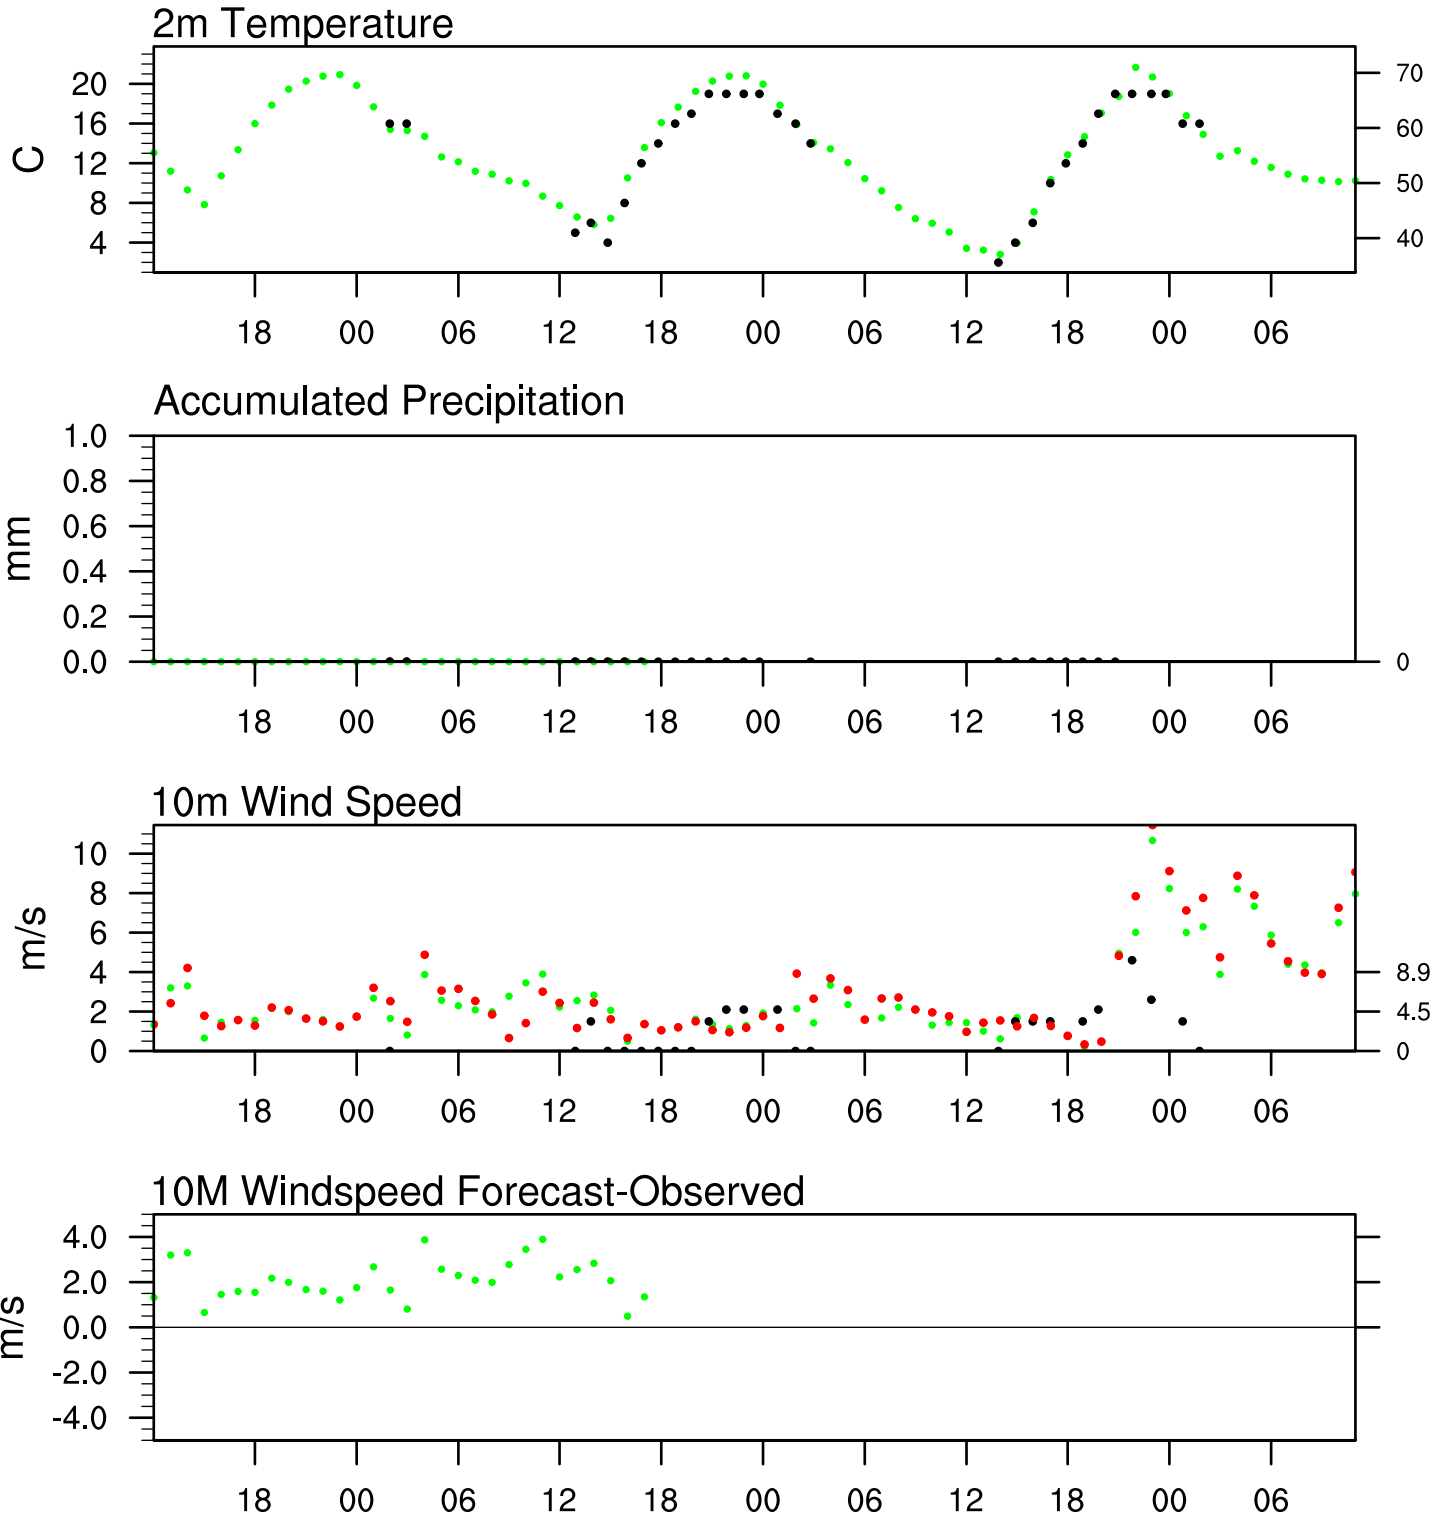 2m Temperature
20
16
12
8
4
C
70
60
50
40
18 00 06 12 18 00 06 12 18 00 06
Accumulated Precipitation
1.0
0.8
0.6
0.4
0.2
0.0
mm
0
18 00 06 12 18 00 06 12 18 00 06
10m Wind Speed
10
8
6
4
2
0
m/s
8.9
4.5
0
18 00 06 12 18 00 06 12 18 00 06
10M Windspeed Forecast-Observed
4.0
2.0
0.0
-2.0
-4.0
m/s
18 00 06 12 18 00 06 12 18 00 06